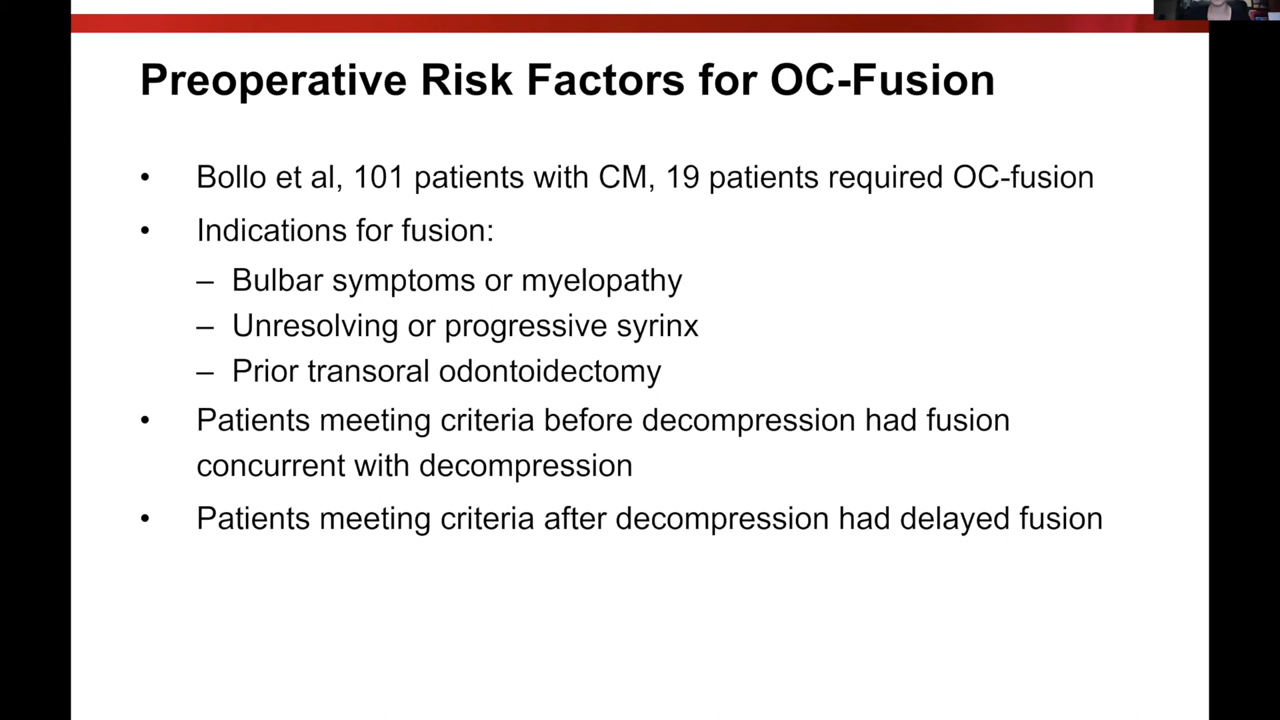 Preoperative Risk Factors for OC-Fusion
• Bollo et al, 101 patients with CM, 19 patients required OC-fusion
• Indications for fusion:
– Bulbar symptoms or myelopathy
– Unresolving or progressive syrinx
– Prior transoral odontoidectomy
• Patients meeting criteria before decompression had fusion
concurrent with decompression
• Patients meeting criteria after decompression had delayed fusion